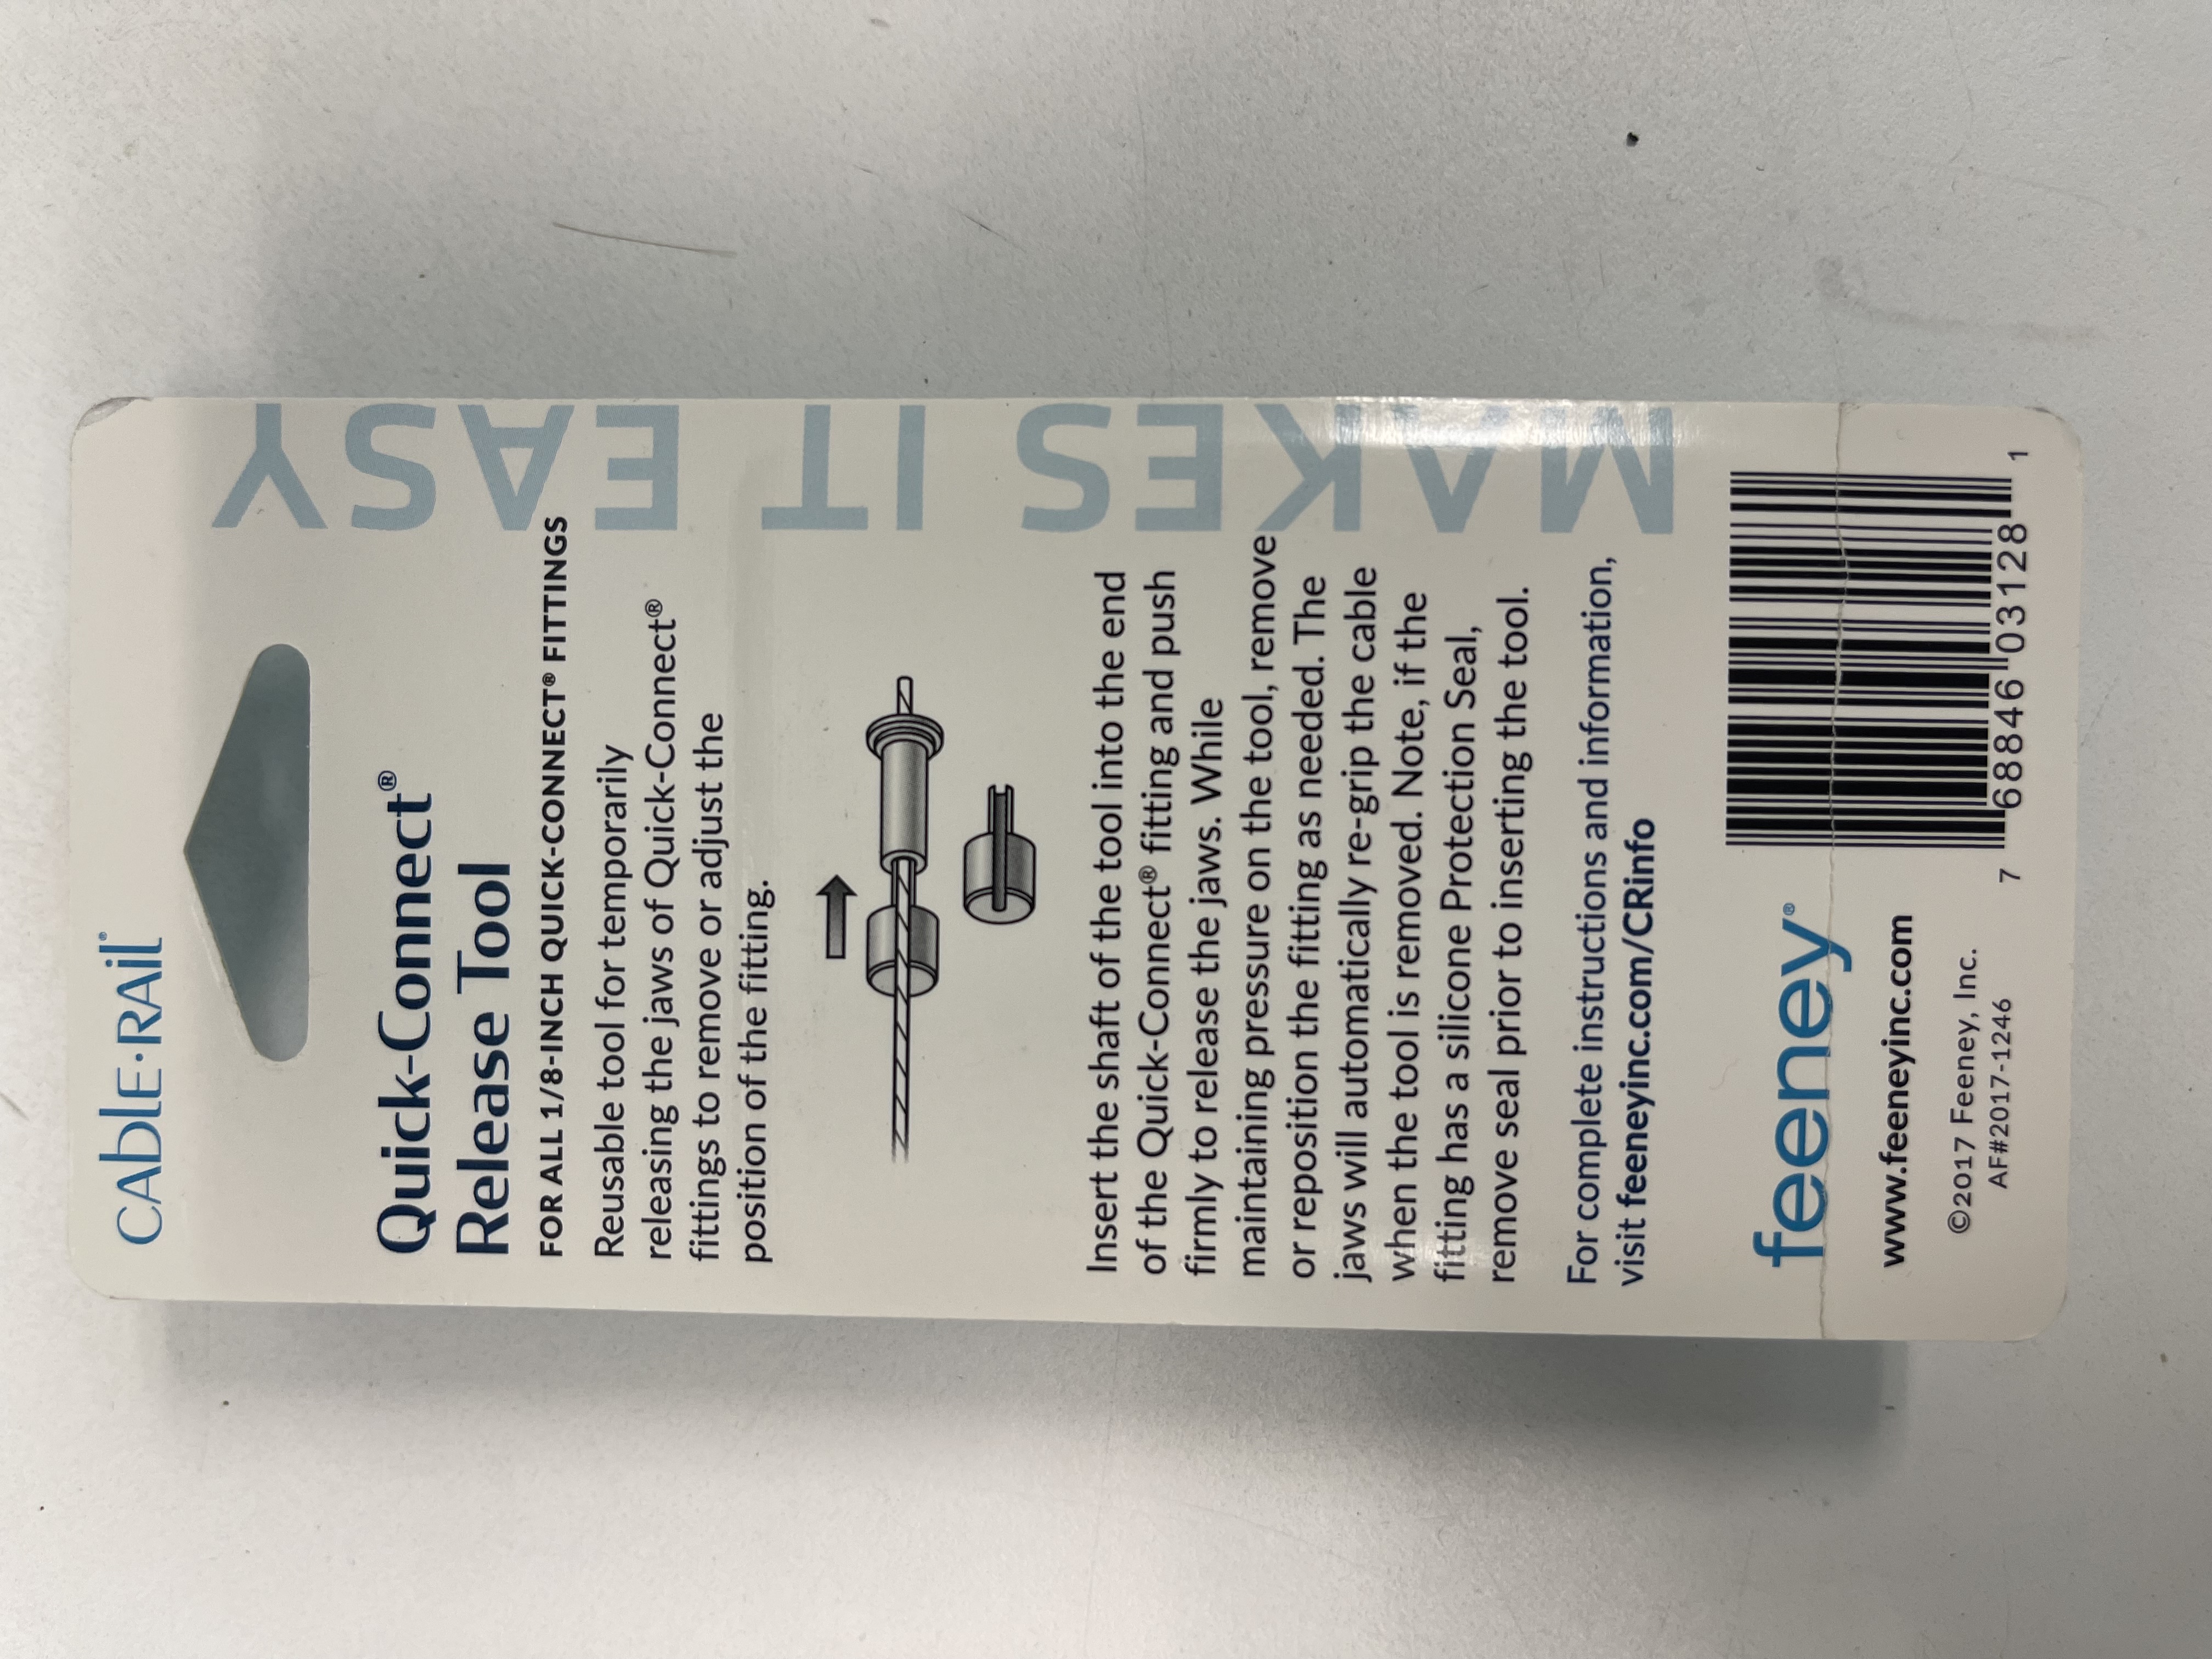 CABLE·RAIL®
Quick-Connect®
Release Tool
FOR ALL 1/8-INCH QUICK-CONNECT® FITTINGS
Reusable tool for temporarily
releasing the jaws of Quick-Connect®
fittings to remove or adjust the
position of the fitting.
Insert the shaft of the tool into the end
of the Quick-Connect® fitting and push
firmly to release the jaws. While
maintaining pressure on the tool, remove
or reposition the fitting as needed. The
jaws will automatically re-grip the cable
when the tool is removed. Note, if the
fitting has a silicone Protection Seal,
remove seal prior to inserting the tool.
For complete instructions and information,
visit feeneyinc.com/CRinfo
feeney®
www.feeneyinc.com
©2017 Feeney, Inc.
AF#2017-1246
7 68846 03128 1
MAKES IT EASY